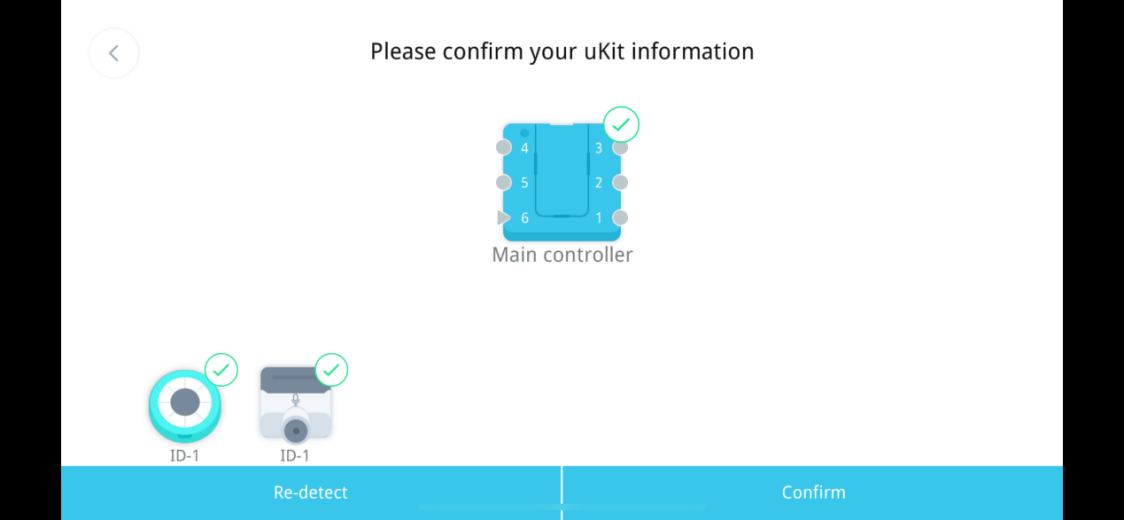 Please confirm your uKit information
4 3
5 2
6 1
Main controller
ID-1 ID-1
Re-detect Confirm